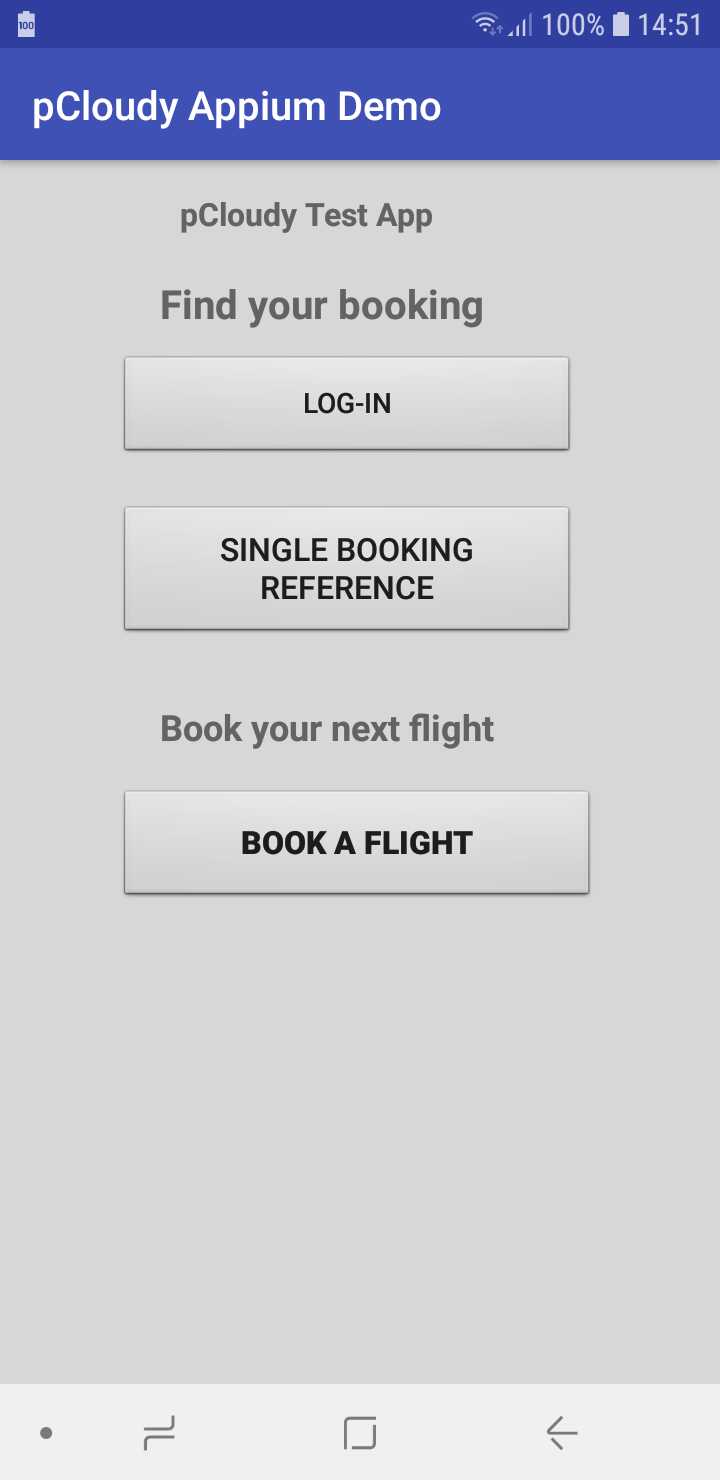 100
100% 14:51
pCloudy Appium Demo
pCloudy Test App
Find your booking
LOG-IN
SINGLE BOOKING
REFERENCE
Book your next flight
BOOK A FLIGHT